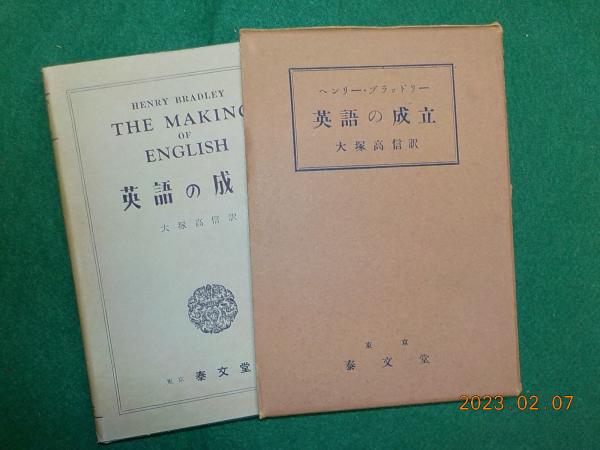 HENRY BRADLEY
THE MAKING
OF
ENGLISH
英語の成
大塚高信訳
東京 泰文堂
ヘンリー・ブラッドリー
英語の成立
大塚高信訳
東京
泰文堂
2023.02.07